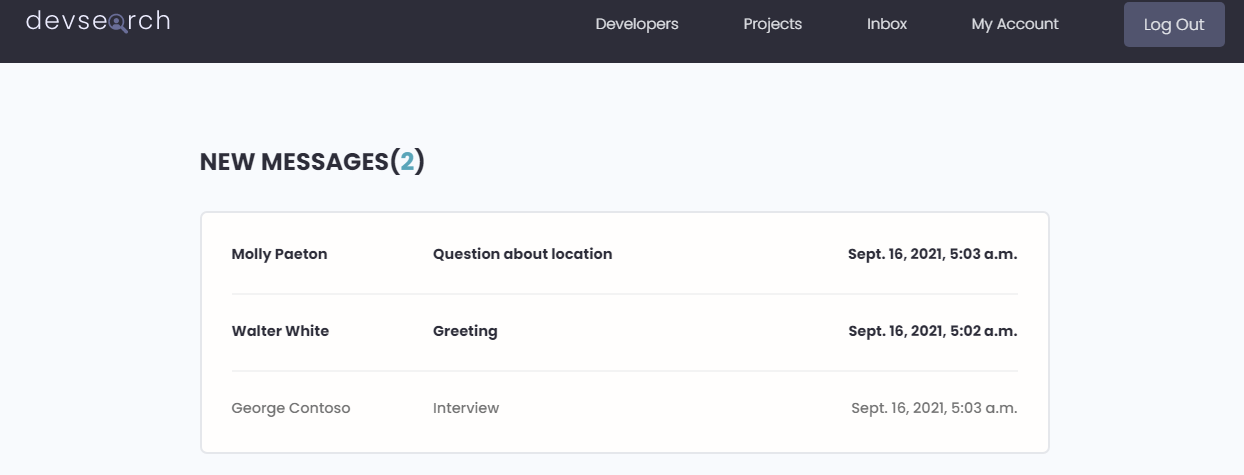 devsearch Developers Projects Inbox My Account Log Out
NEW MESSAGES(2)
Molly Paeton Question about location Sept. 16, 2021, 5:03 a.m.
Walter White Greeting Sept. 16, 2021, 5:02 a.m.
George Contoso Interview Sept. 16, 2021, 5:03 a.m.